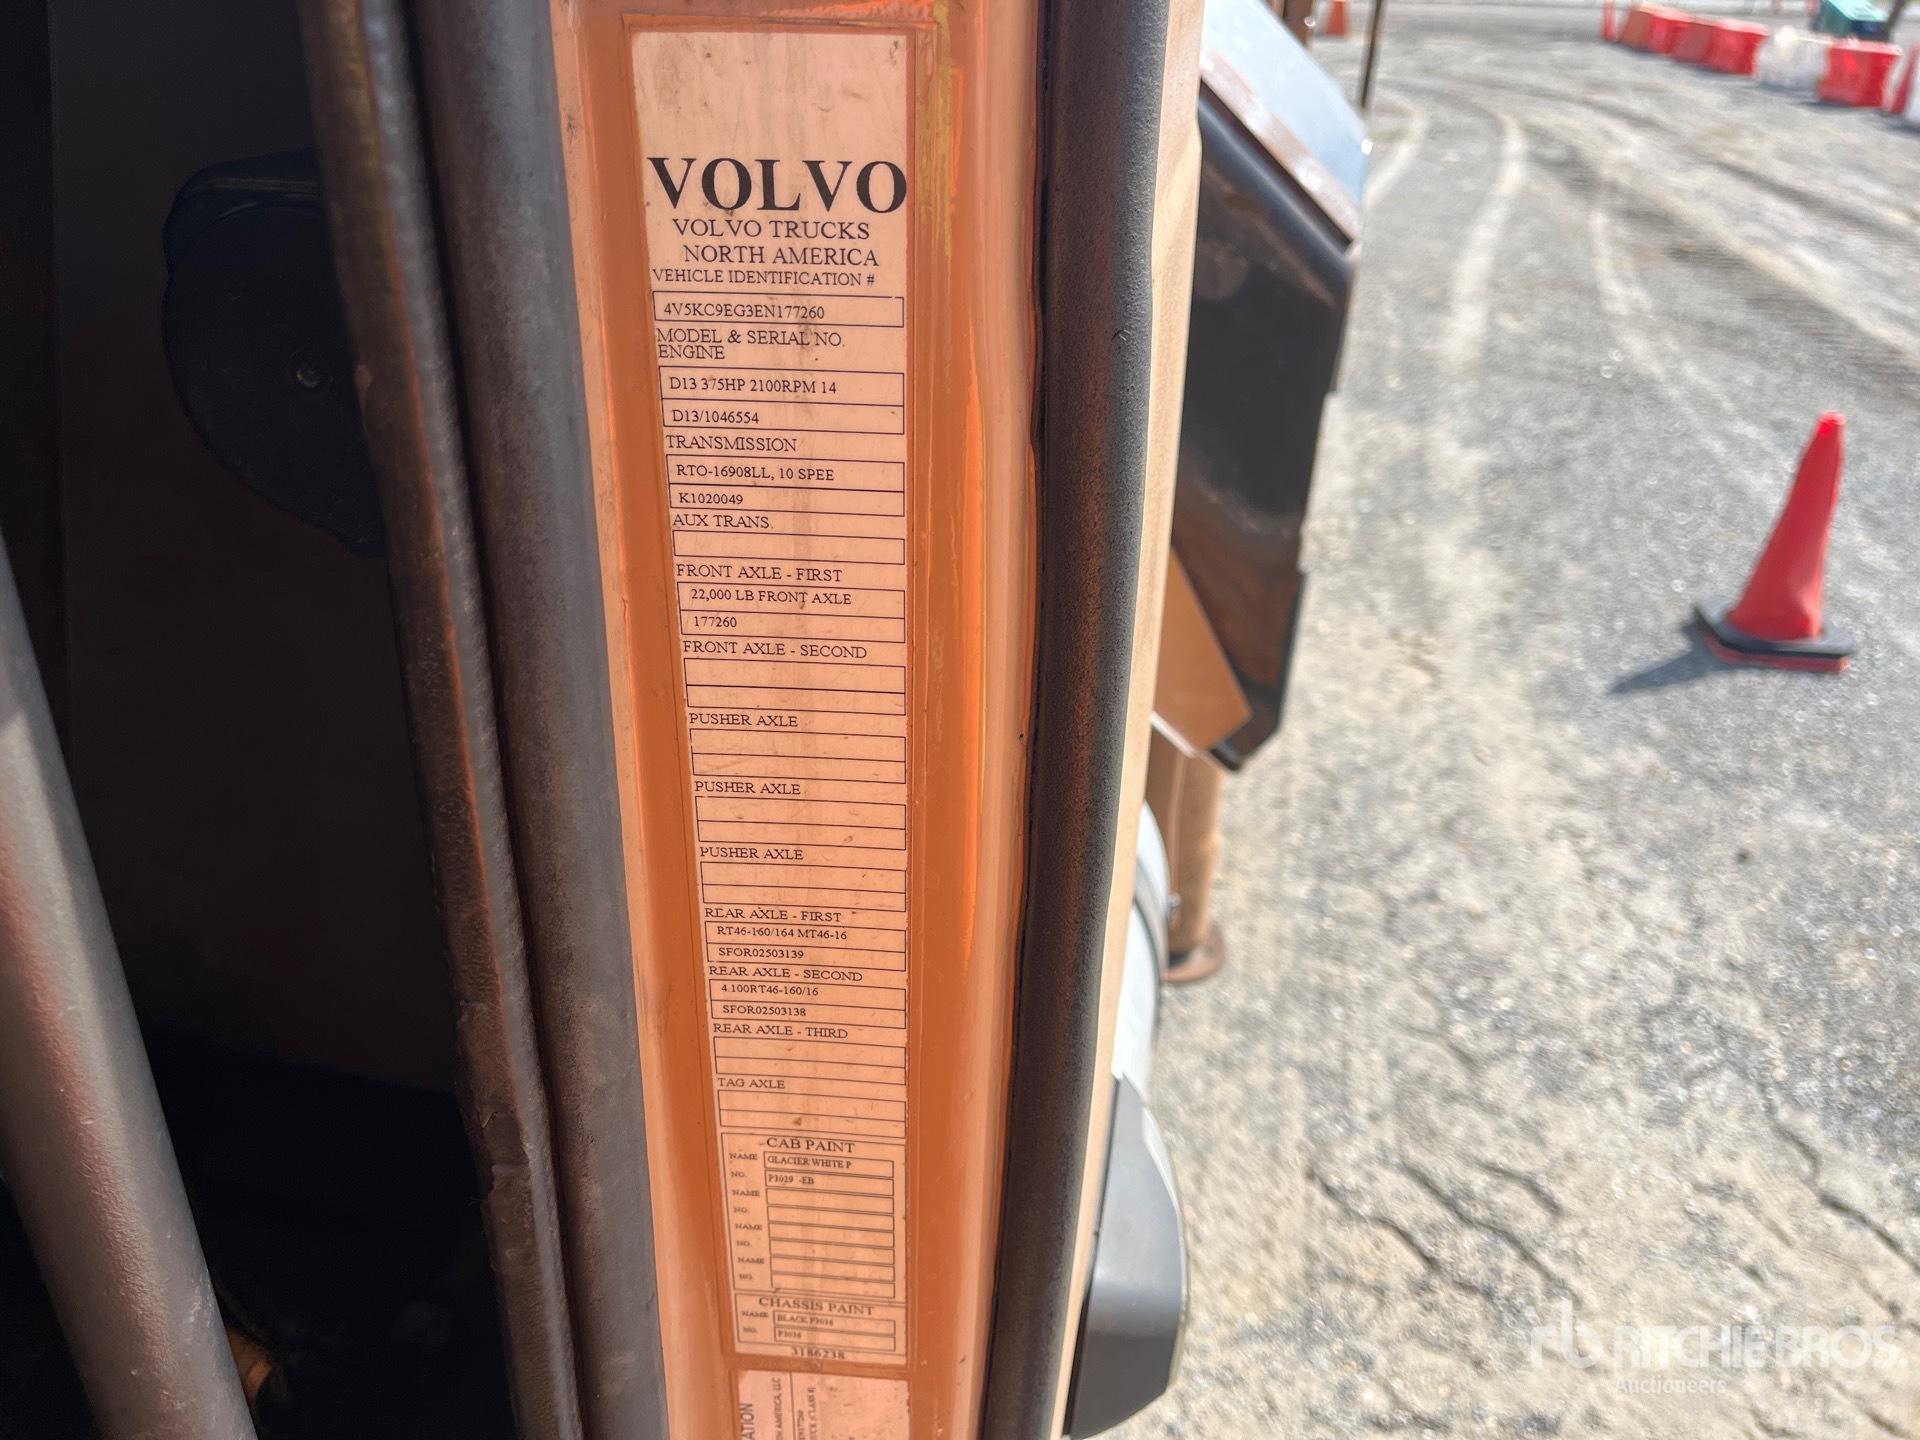 VOLVO
VOLVO TRUCKS
NORTH AMERICA
VEHICLE IDENTIFICATION #
4V5KC9EG3EN177260
MODEL & SERIAL NO.
ENGINE
D13 375HP 2100RPM 14
D13/1046554
TRANSMISSION
RTO-16908LL, 10 SPEE
K1020049
AUX TRANS.
FRONT AXLE - FIRST
22,000 LB FRONT AXLE
177260
FRONT AXLE - SECOND
PUSHER AXLE
PUSHER AXLE
PUSHER AXLE
REAR AXLE - FIRST
RT46-160/164 MT46-16
SFOR02503139
REAR AXLE - SECOND
4.100RT46-160/16
SFOR02503138
REAR AXLE - THIRD
TAG AXLE
CAB PAINT
NAME GLACIER WHITE P
NO. P3029 -EB
NAME
NO.
NAME
NO.
NAME
NO.
CHASSIS PAINT
NAME BLACK P3036
NO. P3036
3186238
rb RITCHIE BROS.
Auctioneers